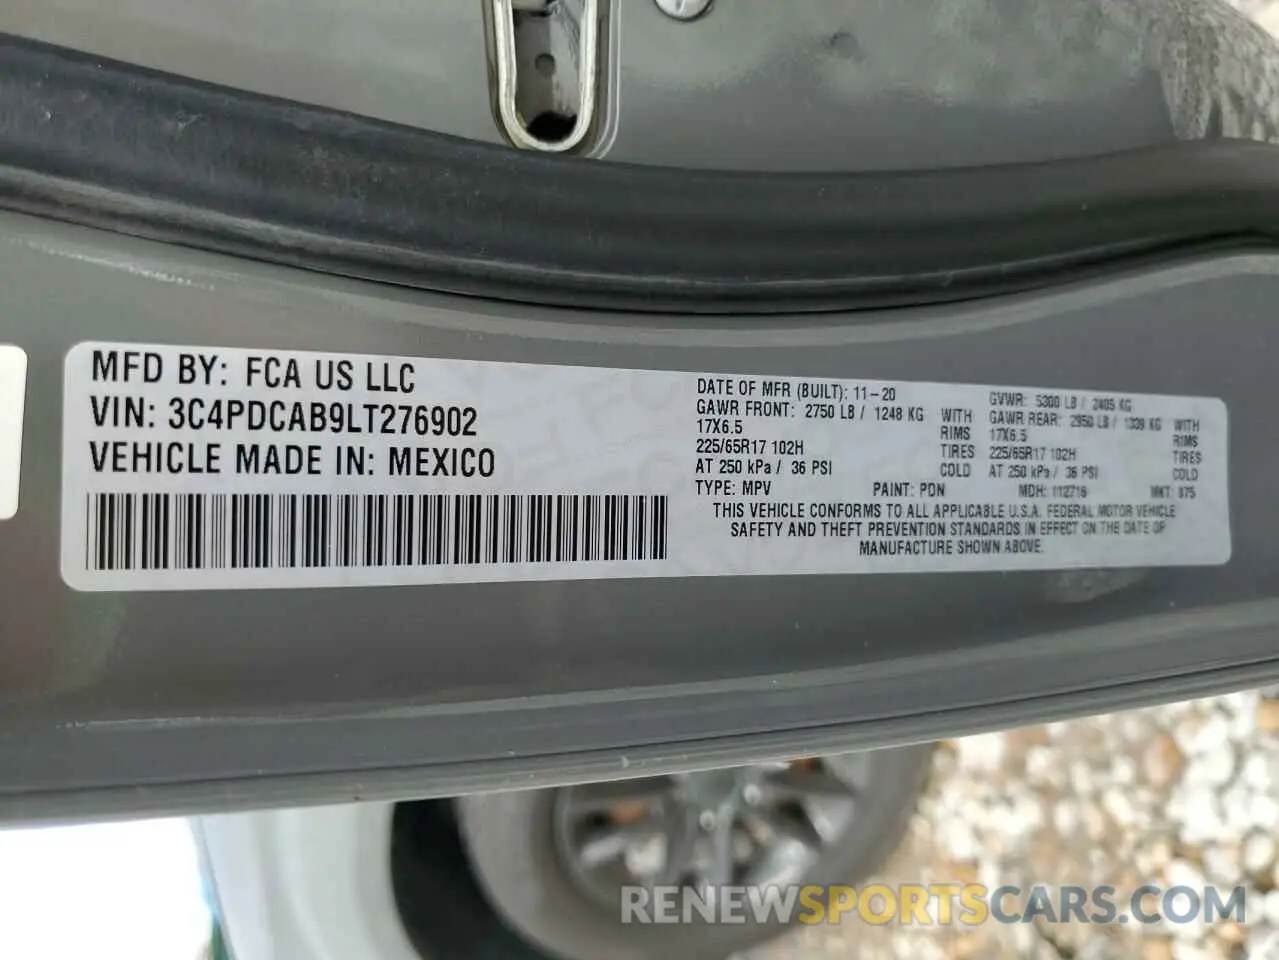 MFD BY: FCA US LLC
VIN: 3C4PDCAB9LT276902
VEHICLE MADE IN: MEXICO
DATE OF MFR (BUILT): 11-20
GVWR: 5300 LB / 2405 KG
GAWR FRONT: 2750 LB / 1248 KG WITH
17X6.5 RIMS
225/65R17 102H TIRES
AT 250 kPa / 36 PSI COLD
GAWR REAR: 2950 LB / 1339 KG WITH
17X6.5 RIMS
225/65R17 102H TIRES
AT 250 kPa / 36 PSI COLD
TYPE: MPV PAINT: PDN MDH: 112716 MKT: 875
THIS VEHICLE CONFORMS TO ALL APPLICABLE U.S.A. FEDERAL MOTOR VEHICLE
SAFETY AND THEFT PREVENTION STANDARDS IN EFFECT ON THE DATE OF
MANUFACTURE SHOWN ABOVE.
RENEWSPORTSCARS.COM